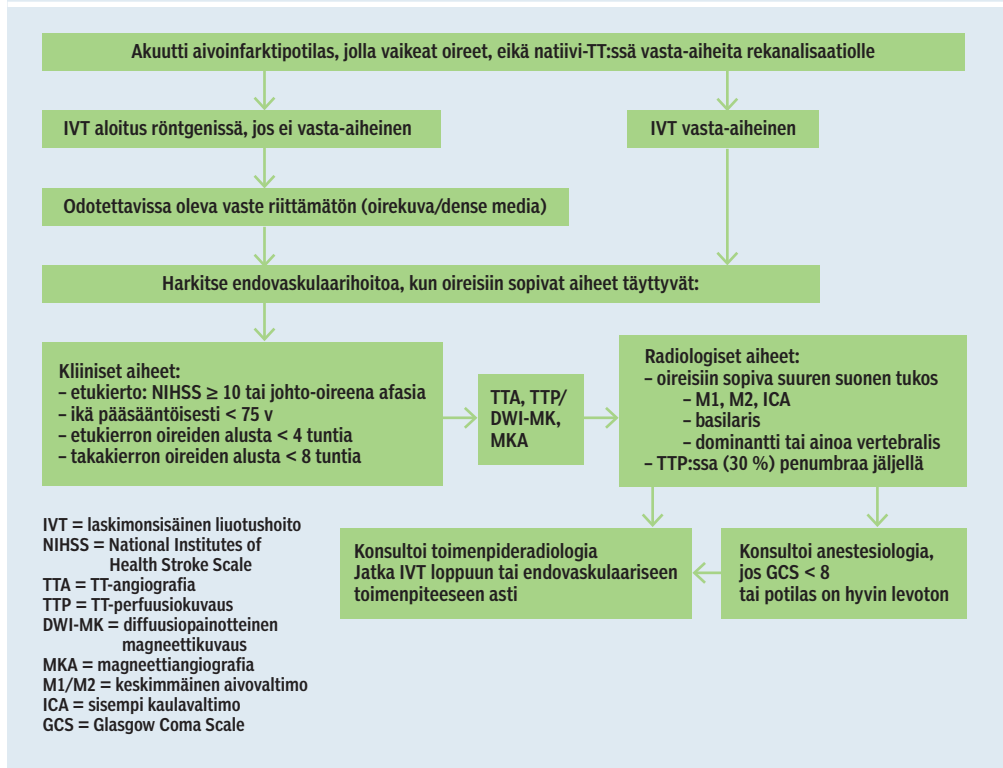 Akuutti aivoinfarktipotilas, jolla vaikeat oireet, eikä natiivi-TT:ssä vasta-aiheita rekanalisaatiolle
IVT aloitus röntgenissä, jos ei vasta-aiheinen
IVT vasta-aiheinen
Odotettavissa oleva vaste riittämätön (oirekuva/dense media)
Harkitse endovaskulaarihoitoa, kun oireisiin sopivat aiheet täyttyvät:
Kliiniset aiheet:
– etukierto: NIHSS ≥ 10 tai johto-oireena afasia
– ikä pääsääntöisesti < 75 v
– etukierron oireiden alusta < 4 tuntia
– takakierron oireiden alusta < 8 tuntia
TTA, TTP/
DWI-MK,
MKA
Radiologiset aiheet:
– oireisiin sopiva suuren suonen tukos
– M1, M2, ICA
– basilaris
– dominantti tai ainoa vertebralis
– TTP:ssa (30 %) penumbraa jäljellä
Konsultoi toimenpideradiologia
Jatka IVT loppuun tai endovaskulaariseen
toimenpiteeseen asti
Konsultoi anestesiologia,
jos GCS < 8
tai potilas on hyvin levoton
IVT = laskimonsisäinen liuotushoito
NIHSS = National Institutes of
Health Stroke Scale
TTA = TT-angiografia
TTP = TT-perfuusiokuvaus
DWI-MK = diffuusiopainotteinen
magneettikuvaus
MKA = magneettiangiografia
M1/M2 = keskimmäinen aivovaltimo
ICA = sisempi kaulavaltimo
GCS = Glasgow Coma Scale